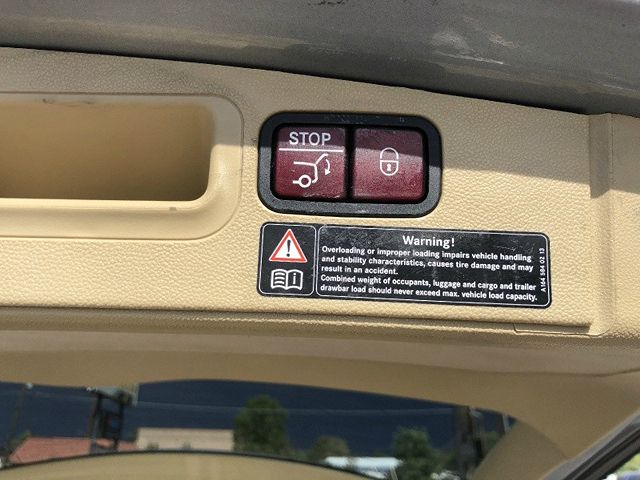 STOP
Warning!
Overloading or improper loading impairs vehicle handling
and stability characteristics, causes tire damage and may
result in an accident.
Combined weight of occupants, luggage and cargo and trailer
drawbar load should never exceed max. vehicle load capacity.
A 164 584 02 13